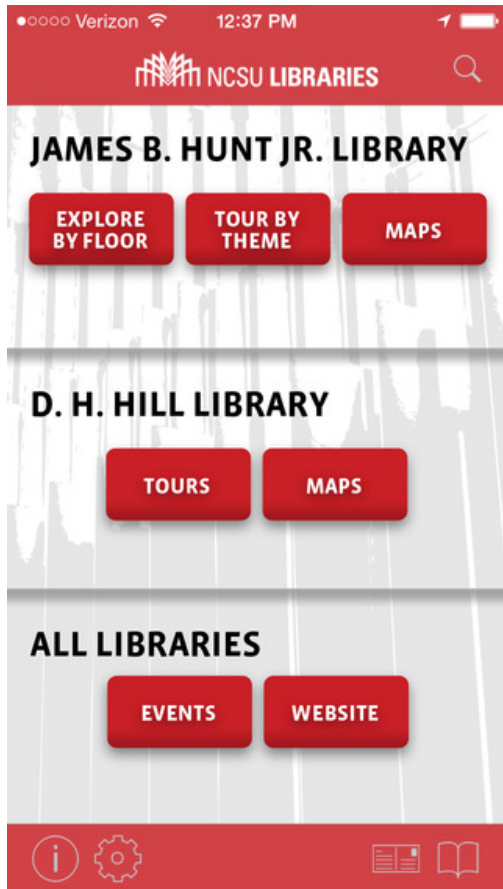 Verizon 12:37 PM
NCSU LIBRARIES
JAMES B. HUNT JR. LIBRARY
EXPLORE
BY FLOOR
TOUR BY
THEME
MAPS
D. H. HILL LIBRARY
TOURS
MAPS
ALL LIBRARIES
EVENTS
WEBSITE
i